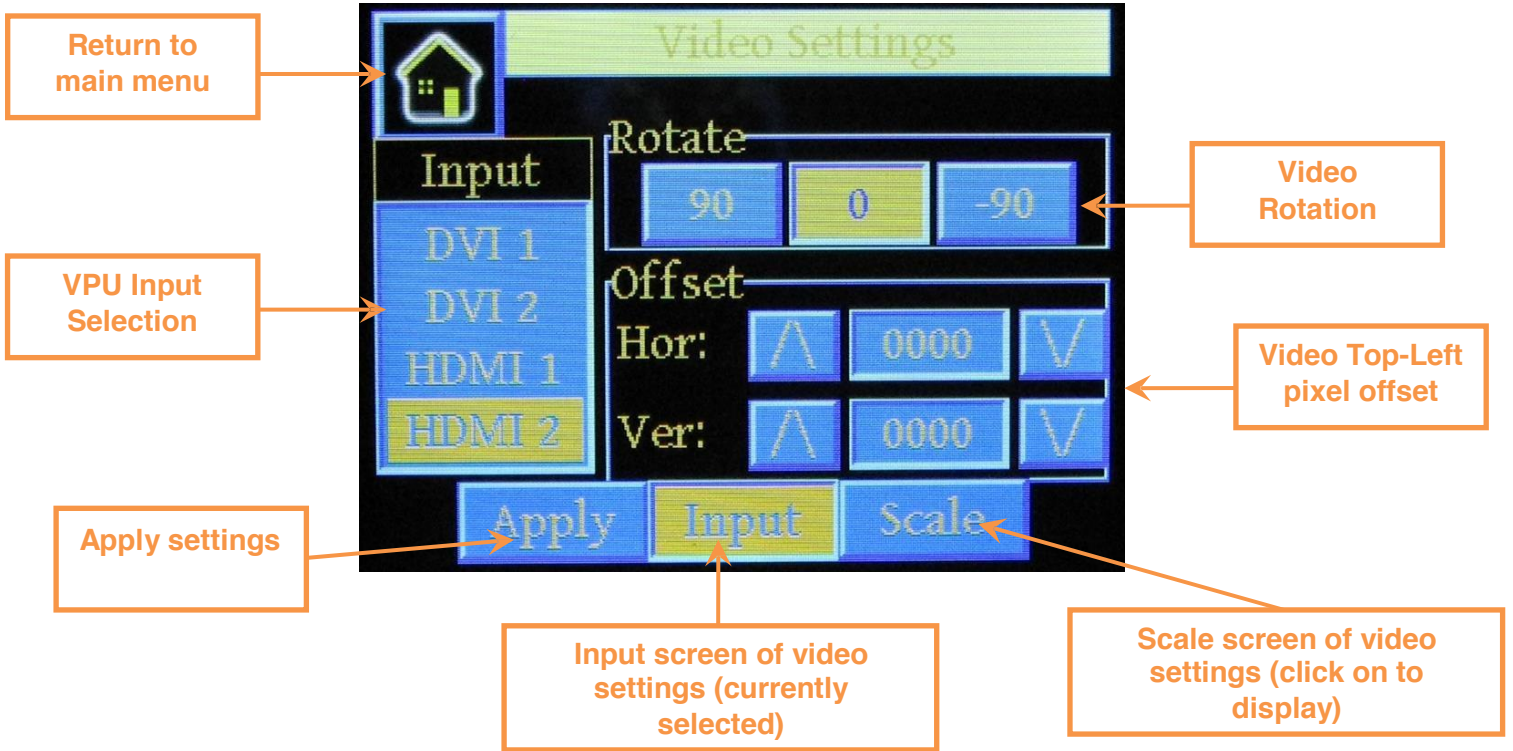 Return to
main menu
Video Settings
Rotate
90
0
-90
Video
Rotation
Input
DVI 1
DVI 2
HDMI 1
HDMI 2
VPU Input
Selection
Offset
Hor:
/\
0000
\/
Ver:
/\
0000
\/
Video Top-Left
pixel offset
Apply
Input
Scale
Apply settings
Input screen of video
settings (currently
selected)
Scale screen of video
settings (click on to
display)